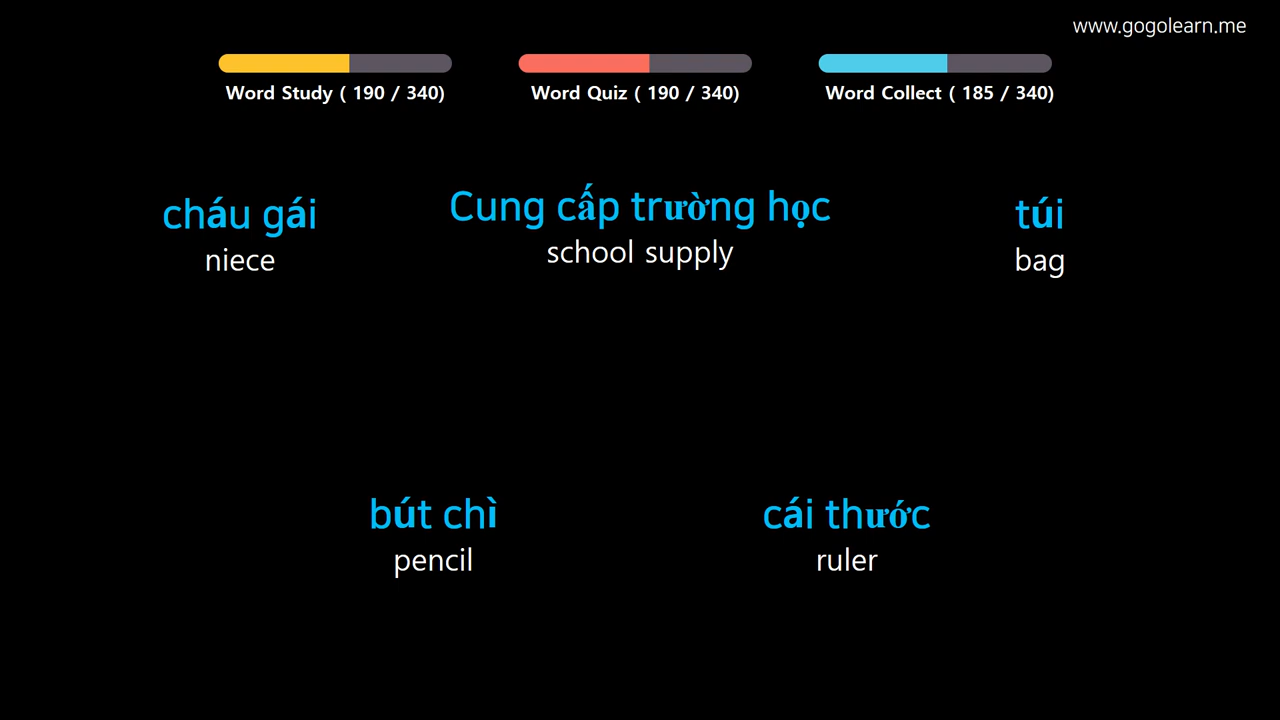 www.gogolearn.me
Word Study ( 190 / 340)
Word Quiz ( 190 / 340)
Word Collect ( 185 / 340)
cháu gái
niece
Cung cấp trường học
school supply
túi
bag
bút chì
pencil
cái thước
ruler